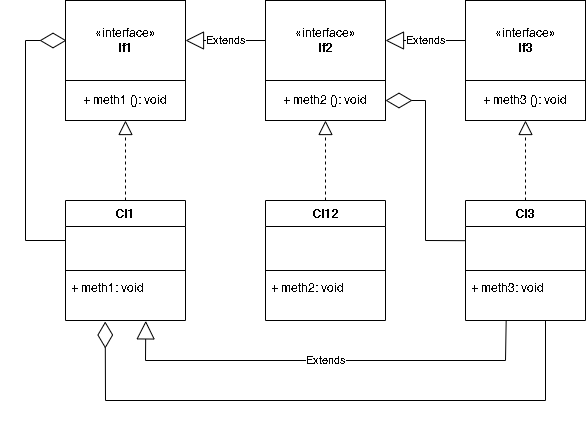 «interface»
If1
+ meth1 (): void
Extends
«interface»
If2
+ meth2 (): void
Extends
«interface»
If3
+ meth3 (): void
Cl1
+ meth1: void
Cl12
+ meth2: void
Cl3
+ meth3: void
Extends